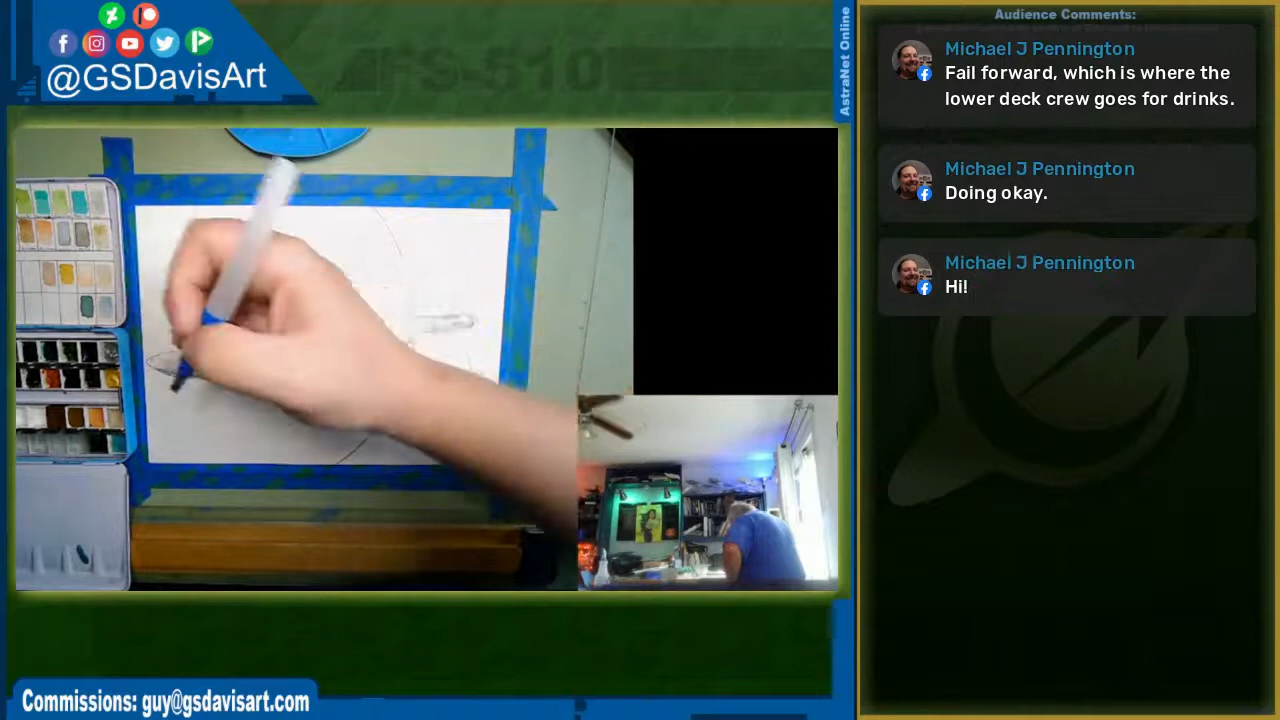 @GSDavisArt
AstraNet Online
Audience Comments:
Michael J Pennington
Fail forward, which is where the
lower deck crew goes for drinks.
Michael J Pennington
Doing okay.
Michael J Pennington
Hi!
Commissions: guy@gsdavisart.com